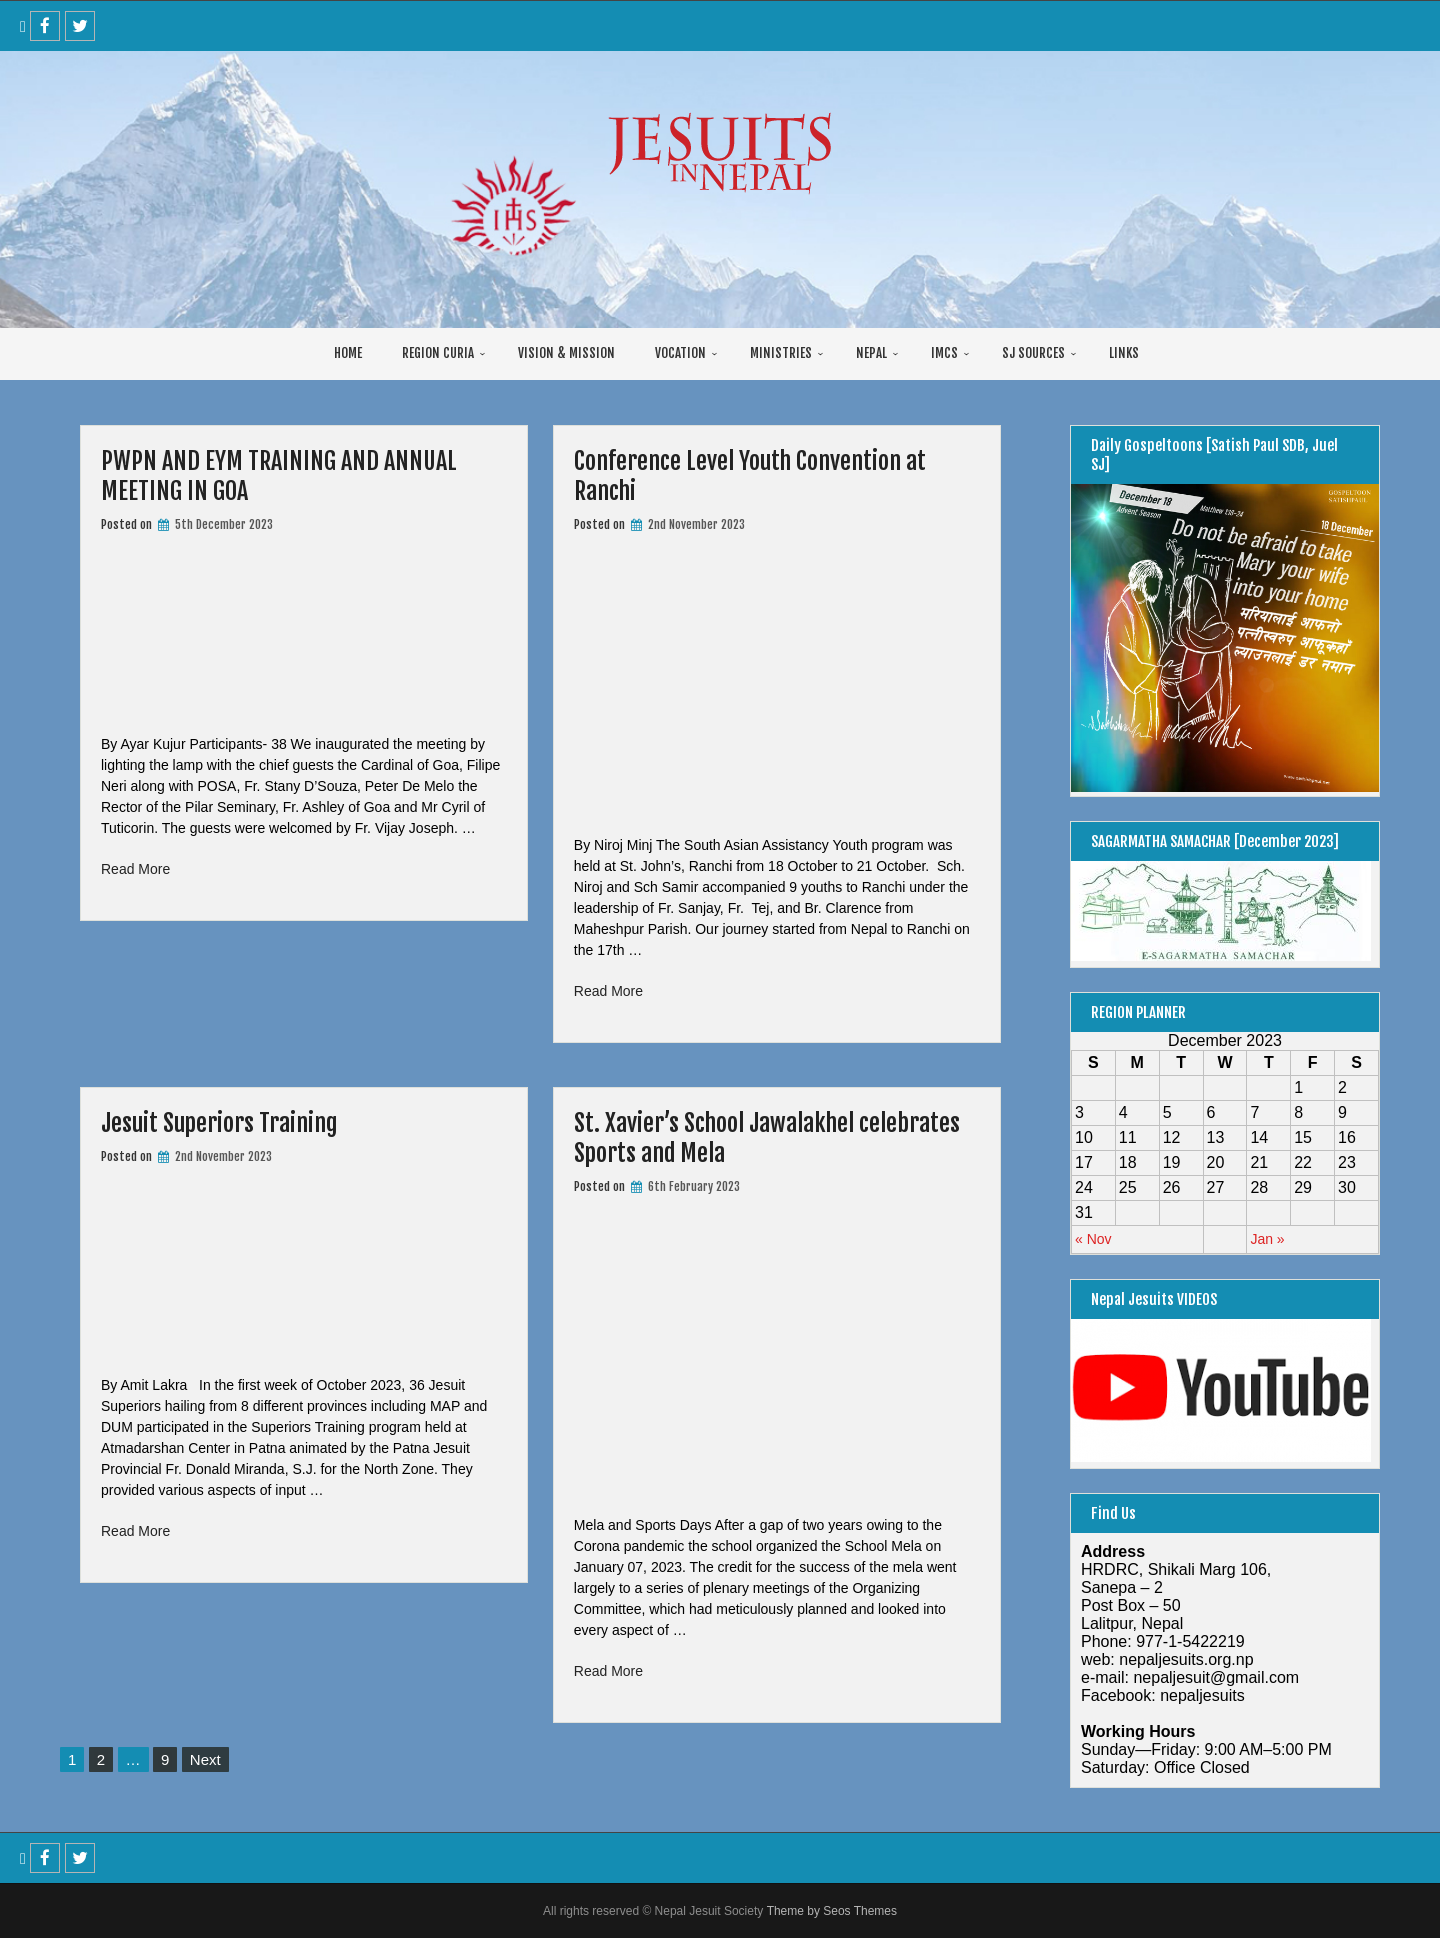 JESUITS
IN NEPAL
IHS
HOME REGION CURIA VISION & MISSION VOCATION MINISTRIES NEPAL IMCS SJ SOURCES LINKS
PWPN AND EYM TRAINING AND ANNUAL
MEETING IN GOA
Posted on 5th December 2023
By Ayar Kujur Participants- 38 We inaugurated the meeting by
lighting the lamp with the chief guests the Cardinal of Goa, Filipe
Neri along with POSA, Fr. Stany D’Souza, Peter De Melo the
Rector of the Pilar Seminary, Fr. Ashley of Goa and Mr Cyril of
Tuticorin. The guests were welcomed by Fr. Vijay Joseph. …
Read More
Conference Level Youth Convention at
Ranchi
Posted on 2nd November 2023
By Niroj Minj The South Asian Assistancy Youth program was
held at St. John’s, Ranchi from 18 October to 21 October.  Sch.
Niroj and Sch Samir accompanied 9 youths to Ranchi under the
leadership of Fr. Sanjay, Fr.  Tej, and Br. Clarence from
Maheshpur Parish. Our journey started from Nepal to Ranchi on
the 17th …
Read More
Jesuit Superiors Training
Posted on 2nd November 2023
By Amit Lakra   In the first week of October 2023, 36 Jesuit
Superiors hailing from 8 different provinces including MAP and
DUM participated in the Superiors Training program held at
Atmadarshan Center in Patna animated by the Patna Jesuit
Provincial Fr. Donald Miranda, S.J. for the North Zone. They
provided various aspects of input …
Read More
St. Xavier’s School Jawalakhel celebrates
Sports and Mela
Posted on 6th February 2023
Mela and Sports Days After a gap of two years owing to the
Corona pandemic the school organized the School Mela on
January 07, 2023. The credit for the success of the mela went
largely to a series of plenary meetings of the Organizing
Committee, which had meticulously planned and looked into
every aspect of …
Read More
1 2 … 9 Next
Daily Gospeltoons [Satish Paul SDB, Juel
SJ]
GOSPELTOON
SATISHPAUL
December 18
Advent Season
Matthew 1:18-24
18 December
Do not be afraid to take
Mary your wife
into your home
मरियालाई आफनो
पत्नीस्वरुप आफूकहाँ
ल्याउनलाई डर नमान
SAGARMATHA SAMACHAR [December 2023]
E-SAGARMATHA SAMACHAR
REGION PLANNER
December 2023
S M T W T F S
1 2
3 4 5 6 7 8 9
10 11 12 13 14 15 16
17 18 19 20 21 22 23
24 25 26 27 28 29 30
31
« Nov Jan »
Nepal Jesuits VIDEOS
YouTube
Find Us
Address
HRDRC, Shikali Marg 106,
Sanepa – 2
Post Box – 50
Lalitpur, Nepal
Phone: 977-1-5422219
web: nepaljesuits.org.np
e-mail: nepaljesuit@gmail.com
Facebook: nepaljesuits
Working Hours
Sunday—Friday: 9:00 AM–5:00 PM
Saturday: Office Closed
All rights reserved © Nepal Jesuit Society Theme by Seos Themes